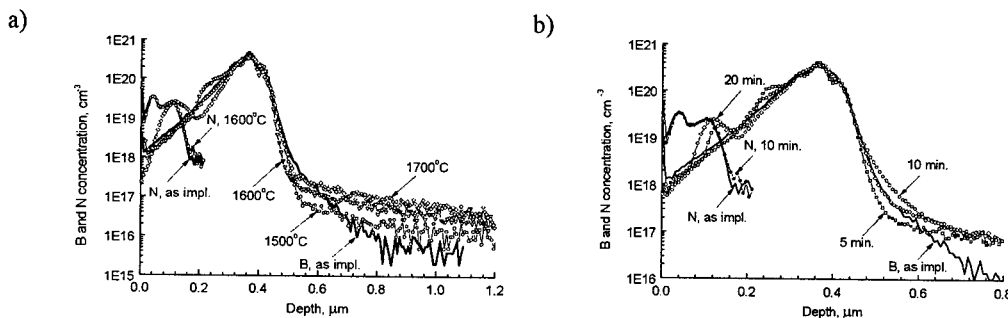 a)
B and N concentration, cm-3
1E21
1E20
1E19
1E18
1E17
1E16
1E15
N, 1600°C
N, as impl.
1700°C
1600°C
1500°C
B, as impl.
0.0 0.2 0.4 0.6 0.8 1.0 1.2
Depth, μm
b)
B and N concentration, cm-3
1E21
1E20
1E19
1E18
1E17
1E16
20 min.
N, 10 min.
N, as impl.
10 min.
5 min.
B, as impl.
0.0 0.2 0.4 0.6 0.8
Depth, μm